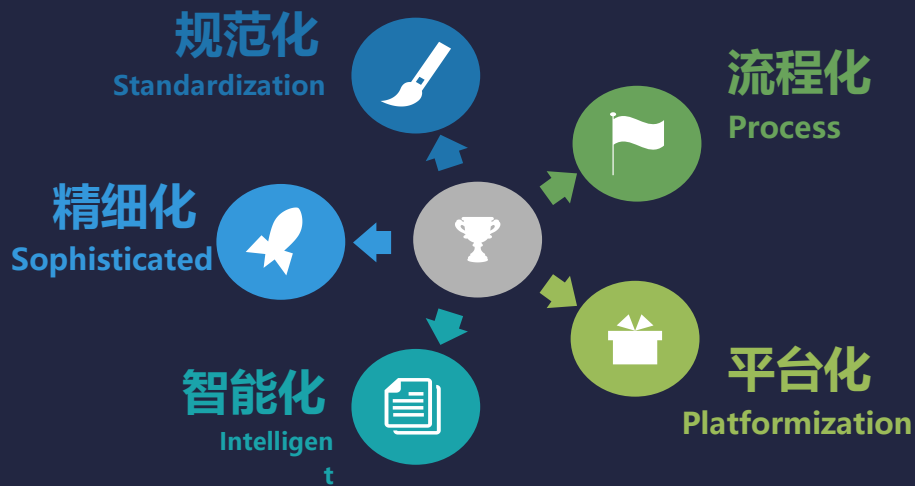 规范化
Standardization
流程化
Process
精细化
Sophisticated
平台化
Platformization
智能化
Intelligen
t